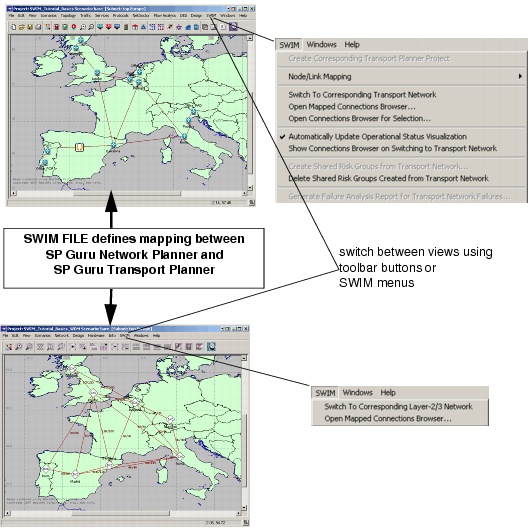 Project: SWIM_Tutorial_Basics Scenario: base [Subnet: top.Europe]
File Edit View Scenarios Topology Traffic Services Protocols NetDoctor Flow Analysis DES Design SWIM Windows Help
SWIM Windows Help
Create Corresponding Transport Planner Project
Node/Link Mapping
Switch To Corresponding Transport Network
Open Mapped Connections Browser...
Open Connections Browser for Selection...
Automatically Update Operational Status Visualization
Show Connections Browser on Switching to Transport Network
Create Shared Risk Groups from Transport Network...
Delete Shared Risk Groups Created from Transport Network
Generate Failure Analysis Report for Transport Network Failures...
SWIM FILE defines mapping between
SP Guru Network Planner and
SP Guru Transport Planner
switch between views using
toolbar buttons or
SWIM menus
Project: SWIM_Tutorial_Basics_WDM Scenario: base [Subnet: top.Europe]
File Edit View Scenarios Network Design Hardware Info SWIM Windows Help
Madrid
SWIM Windows Help
Switch To Corresponding Layer-2/3 Network
Open Mapped Connections Browser...